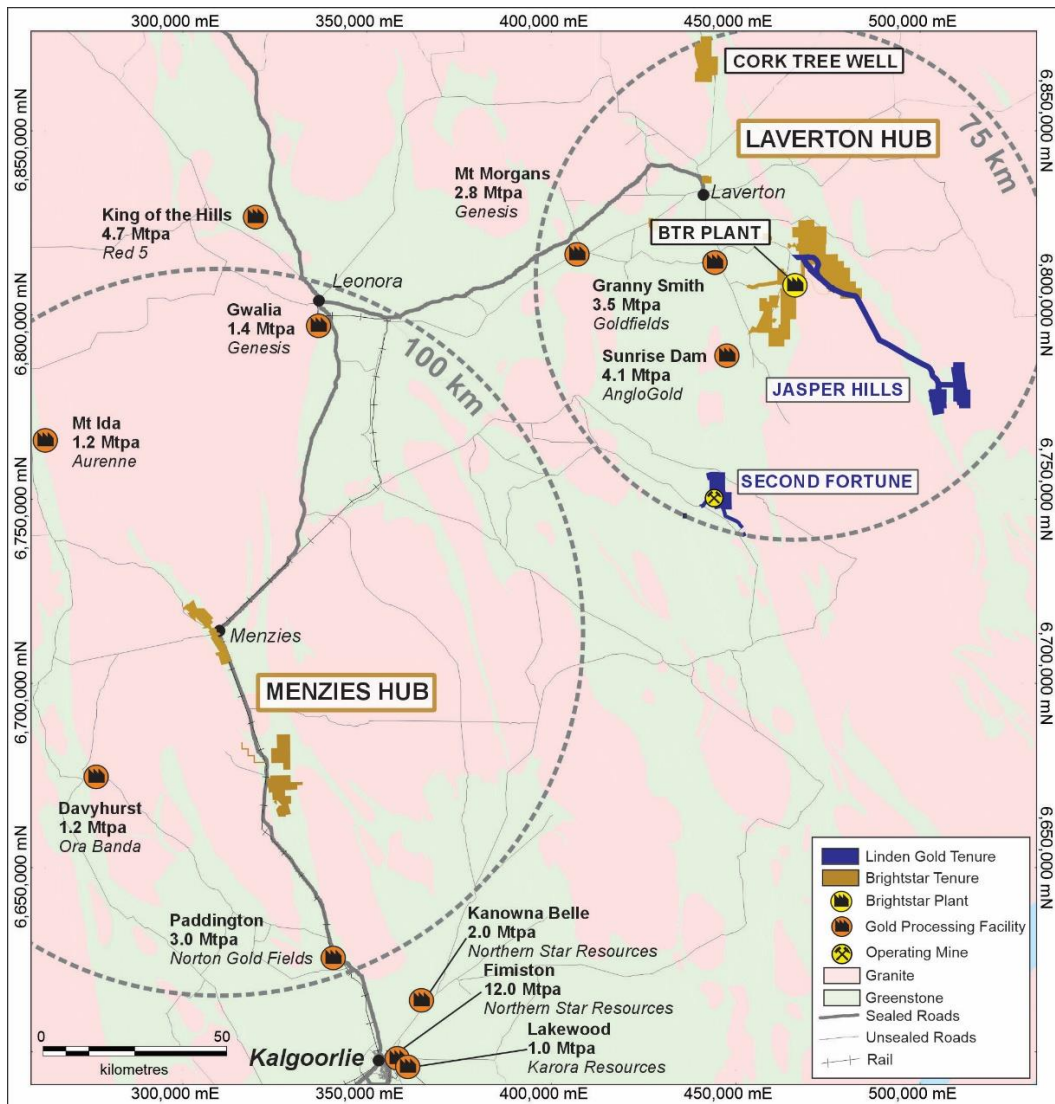 300,000 mE
350,000 mE
400,000 mE
450,000 mE
500,000 mE
6,850,000 mN
6,800,000 mN
6,750,000 mN
6,700,000 mN
6,650,000 mN
CORK TREE WELL
LAVERTON HUB
75 km
6,850,000 mN
6,800,000 mN
6,750,000 mN
6,700,000 mN
6,650,000 mN
Mt Morgans
2.8 Mtpa
Genesis
Laverton
King of the Hills
4.7 Mtpa
Red 5
BTR PLANT
Leonora
Gwalia
1.4 Mtpa
Genesis
Granny Smith
3.5 Mtpa
Goldfields
100 km
Sunrise Dam
4.1 Mtpa
AngloGold
JASPER HILLS
Mt Ida
1.2 Mtpa
Aurenne
SECOND FORTUNE
Menzies
MENZIES HUB
Davyhurst
1.2 Mtpa
Ora Banda
Paddington
3.0 Mtpa
Norton Gold Fields
Kanowna Belle
2.0 Mtpa
Northern Star Resources
Fimiston
12.0 Mtpa
Northern Star Resources
Lakewood
1.0 Mtpa
Karora Resources
Kalgoorlie
0
50
kilometres
Linden Gold Tenure
Brightstar Tenure
Brightstar Plant
Gold Processing Facility
Operating Mine
Granite
Greenstone
Sealed Roads
Unsealed Roads
Rail
300,000 mE
350,000 mE
400,000 mE
450,000 mE
500,000 mE